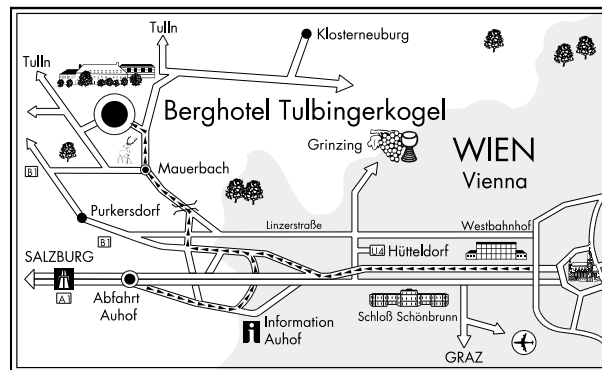 Tulln
Klosterneuburg
Tulln
Berghotel Tulbingerkogel
Grinzing
WIEN
Vienna
Mauerbach
B1
Purkersdorf
Linzerstraße
Westbahnhof
B1
U4 Hütteldorf
SALZBURG
A1
Abfahrt
Auhof
i Information
Auhof
Schloß Schönbrunn
GRAZ